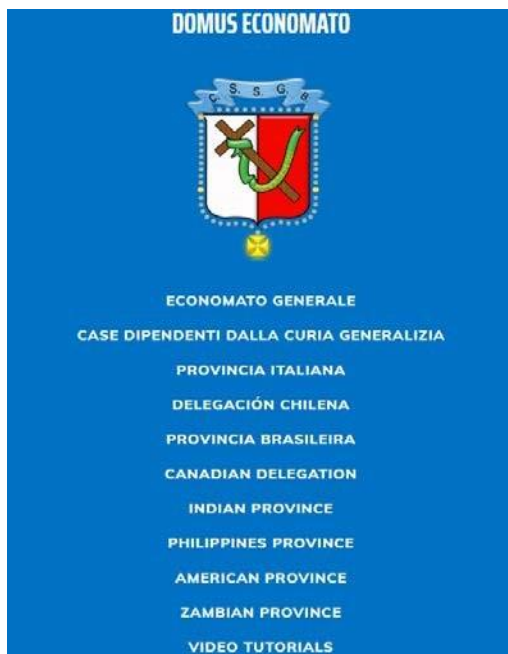 DOMUS ECONOMATO
C. S. S. G. B
ECONOMATO GENERALE
CASE DIPENDENTI DALLA CURIA GENERALIZIA
PROVINCIA ITALIANA
DELEGACIÓN CHILENA
PROVINCIA BRASILEIRA
CANADIAN DELEGATION
INDIAN PROVINCE
PHILIPPINES PROVINCE
AMERICAN PROVINCE
ZAMBIAN PROVINCE
VIDEO TUTORIALS